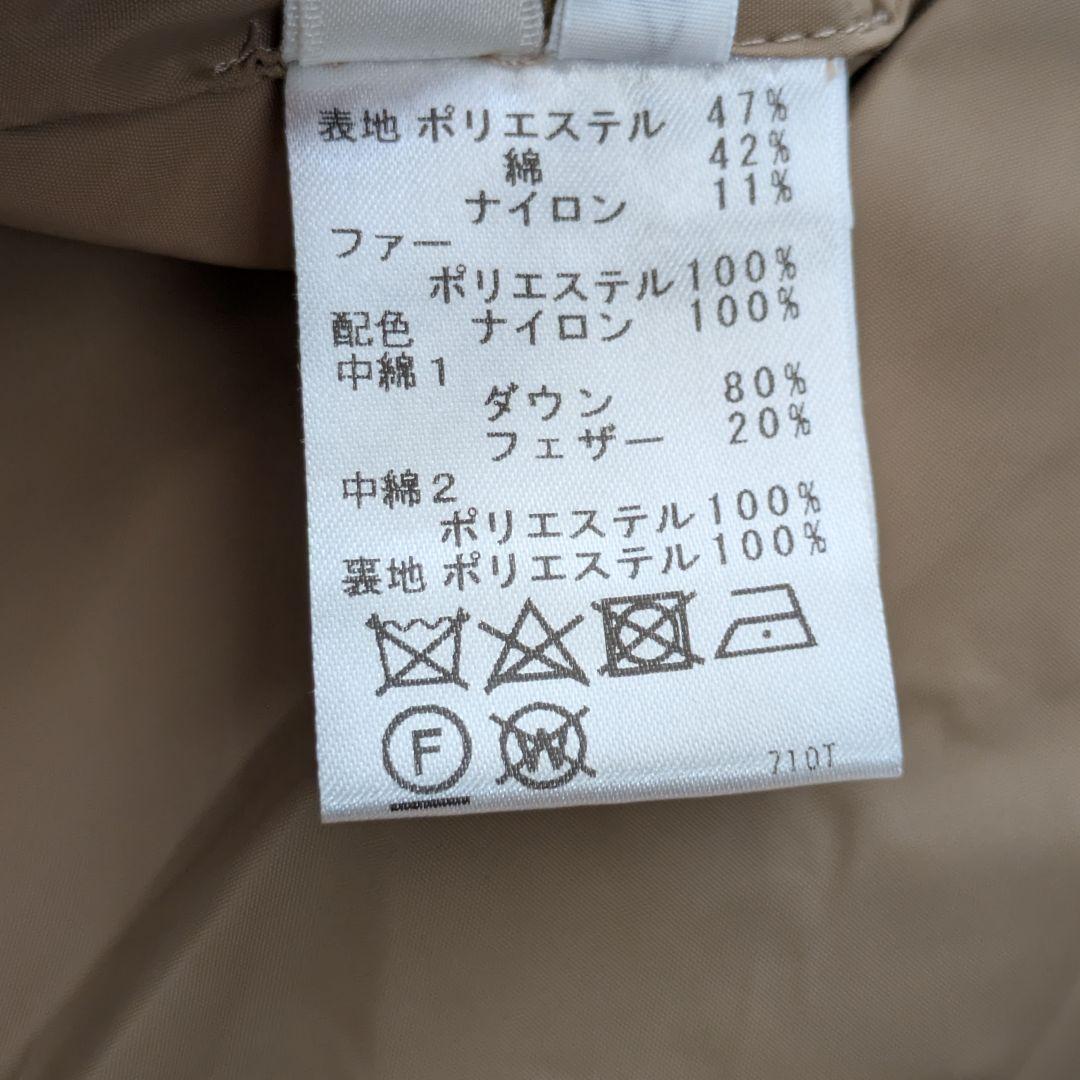 表地 ポリエステル 47%
綿 42%
ナイロン 11%
ファー
ポリエステル 100%
配色 ナイロン 100%
中綿1
ダウン 80%
フェザー 20%
中綿2
ポリエステル 100%
裏地 ポリエステル 100%
F W
710T